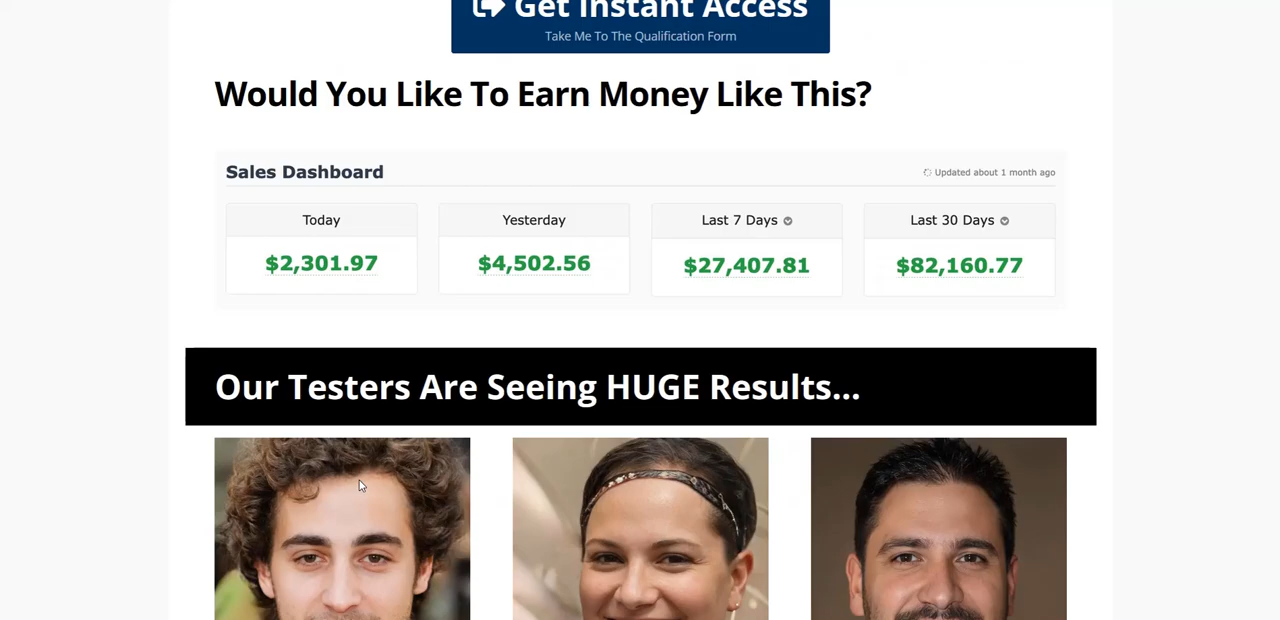 Get Instant Access
Take Me To The Qualification Form
Would You Like To Earn Money Like This?
Sales Dashboard
Updated about 1 month ago
Today
Yesterday
Last 7 Days
Last 30 Days
$2,301.97
$4,502.56
$27,407.81
$82,160.77
Our Testers Are Seeing HUGE Results...